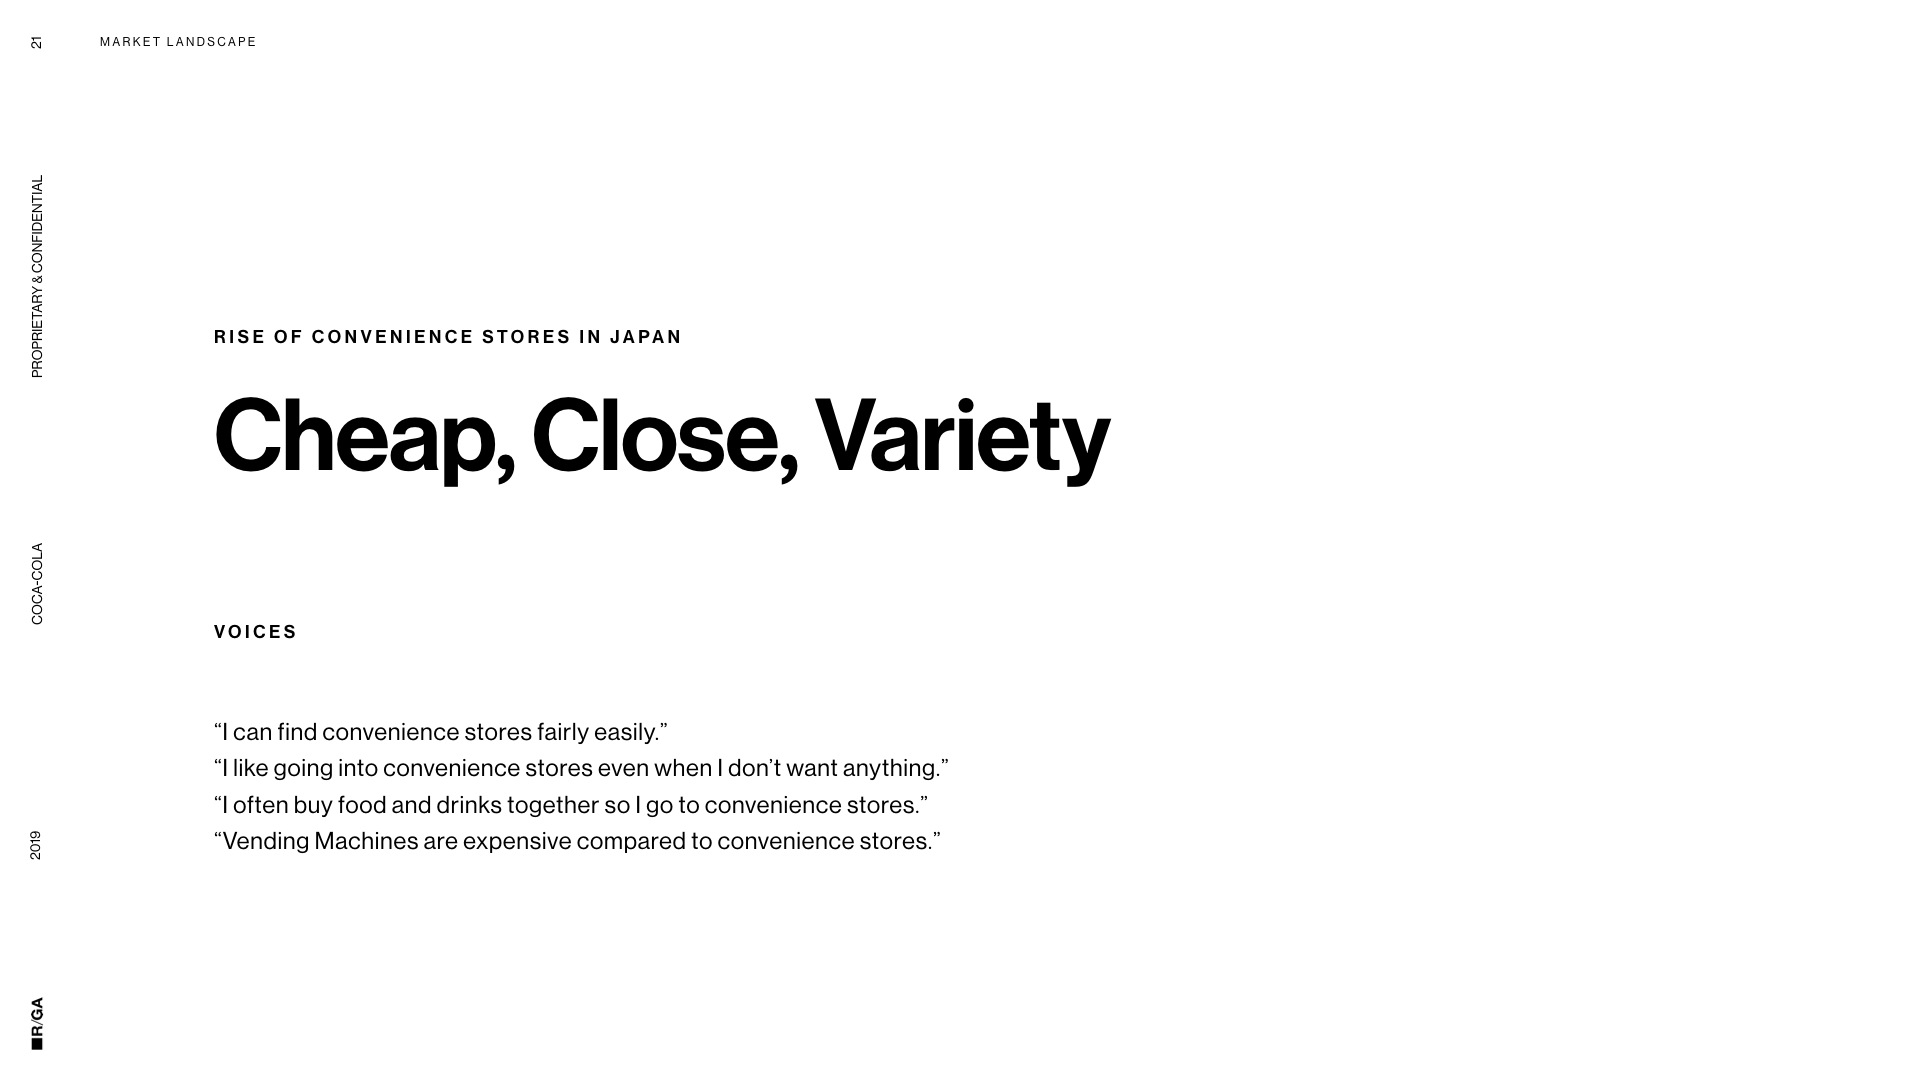 21
MARKET LANDSCAPE
PROPRIETARY & CONFIDENTIAL
RISE OF CONVENIENCE STORES IN JAPAN
Cheap, Close, Variety
COCA-COLA
VOICES
“I can find convenience stores fairly easily.”
“I like going into convenience stores even when I don’t want anything.”
“I often buy food and drinks together so I go to convenience stores.”
“Vending Machines are expensive compared to convenience stores.”
2019
R/GA